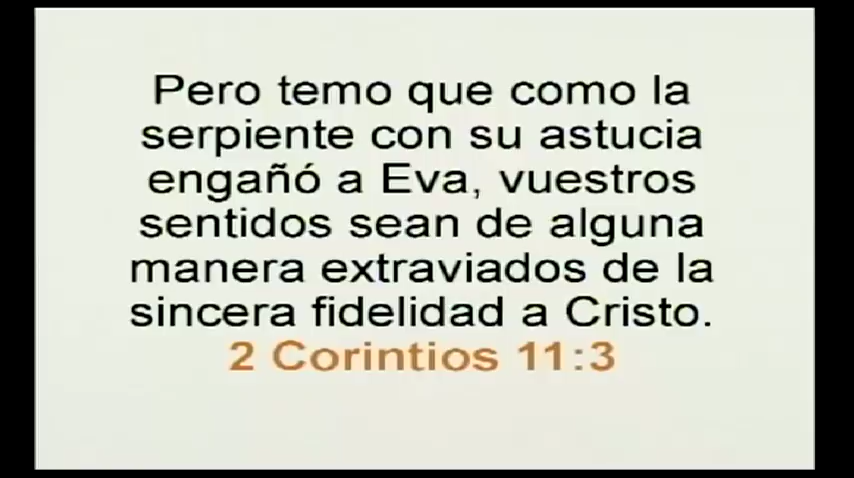 Pero temo que como la
serpiente con su astucia
engañó a Eva, vuestros
sentidos sean de alguna
manera extraviados de la
sincera fidelidad a Cristo.
2 Corintios 11:3